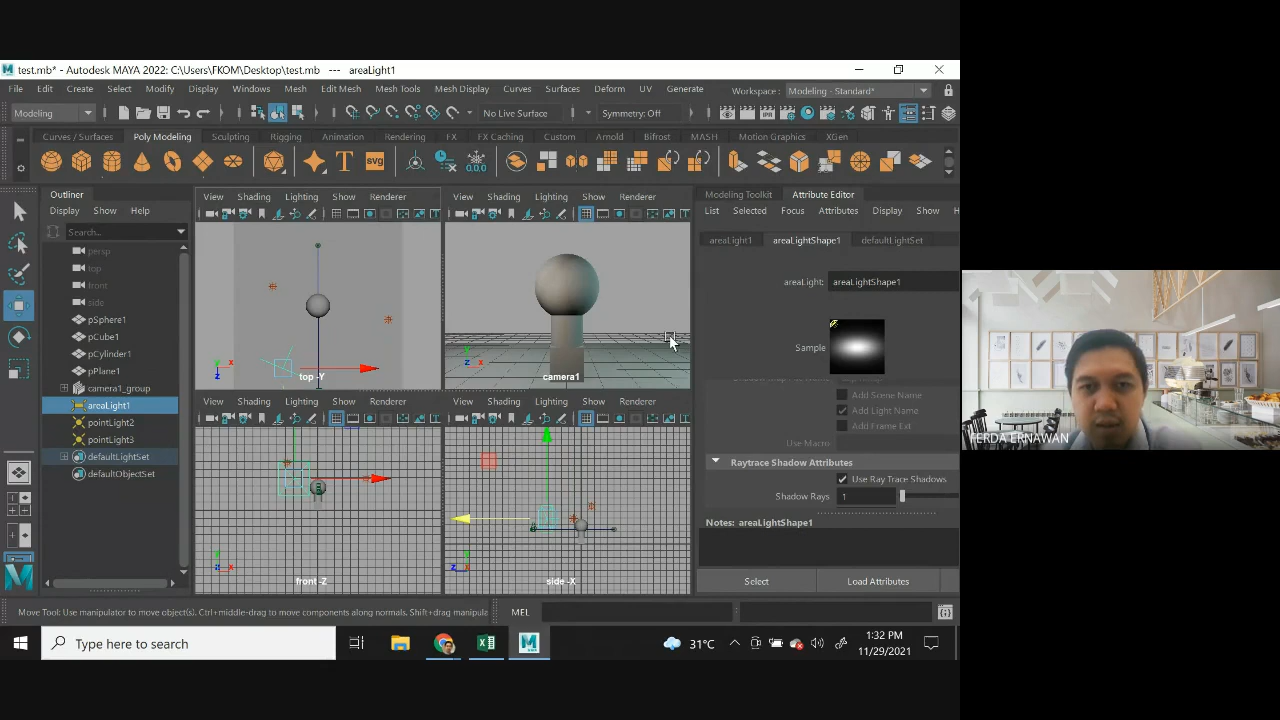 test.mb* - Autodesk MAYA 2022: C:\Users\FKOM\Desktop\test.mb --- areaLight1
File Edit Create Select Modify Display Windows Mesh Edit Mesh Mesh Tools Mesh Display Curves Surfaces Deform UV Generate Workspace : Modeling - Standard*
Modeling No Live Surface Symmetry: Off
Curves / Surfaces Poly Modeling Sculpting Rigging Animation Rendering FX FX Caching Custom Arnold Bifrost MASH Motion Graphics XGen
T SVG 0,0,0
Outliner
Display Show Help
Search...
persp
top
front
side
pSphere1
pCube1
pCylinder1
pPlane1
camera1_group
areaLight1
pointLight2
pointLight3
defaultLightSet
defaultObjectSet
View Shading Lighting Show Renderer
top -Y
View Shading Lighting Show Renderer
camera1
View Shading Lighting Show Renderer
front -Z
View Shading Lighting Show Renderer
side -X
Modeling Toolkit Attribute Editor
List Selected Focus Attributes Display Show H
areaLight1 areaLightShape1 defaultLightSet
areaLight: areaLightShape1
Sample
Add Scene Name
Add Light Name
Add Frame Ext
Use Macro
Raytrace Shadow Attributes
Use Ray Trace Shadows
Shadow Rays 1
Notes: areaLightShape1
Select Load Attributes
Move Tool: Use manipulator to move object(s). Ctrl+middle-drag to move components along normals. Shift+drag manipula
MEL
Type here to search
31°C
1:32 PM
11/29/2021
FERDA ERNAWAN